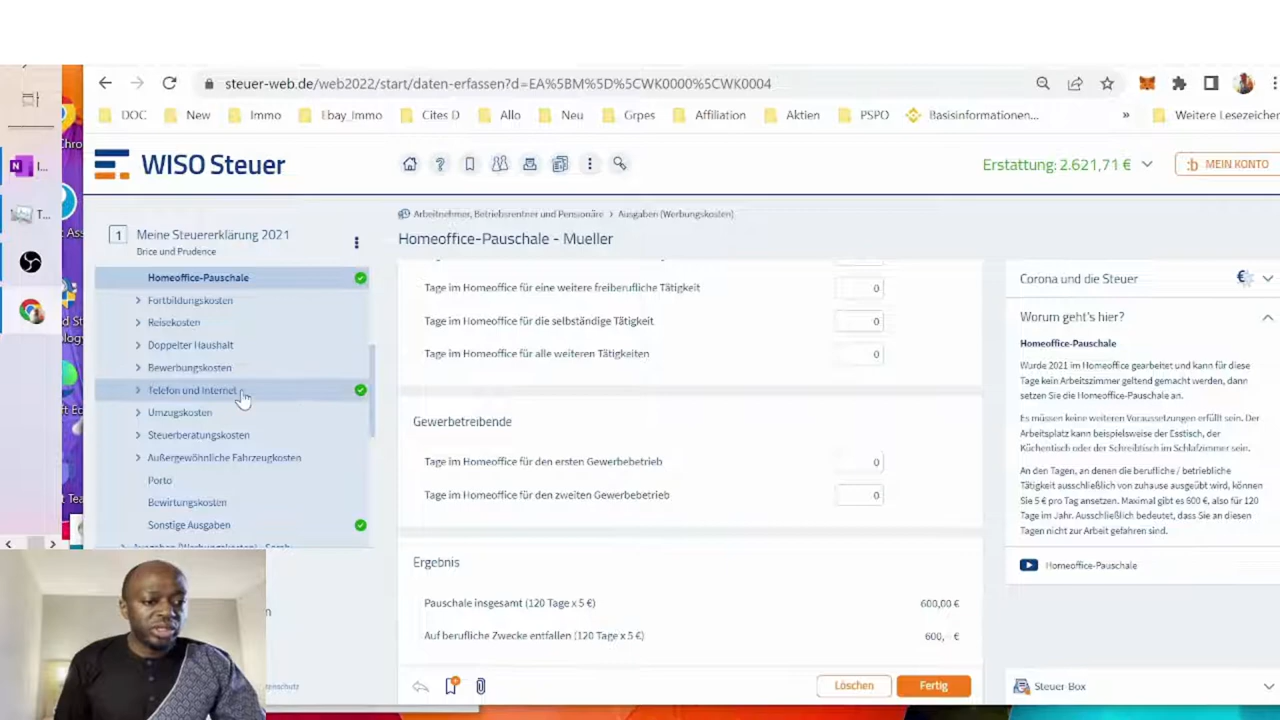 steuer-web.de/web2022/start/daten-erfassen?d=EA%5BM%5D%5CWK0000%5CWK0004
DOC New Immo Ebay_Immo Cites D Allo Neu Grpes Affiliation Aktien PSPO Basisinformationen... » Weitere Lesezeichen
WISO Steuer
Erstattung: 2.621,71 €
:b MEIN KONTO
1 Meine Steuererklärung 2021
Brice und Prudence
Homeoffice-Pauschale
Fortbildungskosten
Reisekosten
Doppelter Haushalt
Bewerbungskosten
Telefon und Internet
Umzugskosten
Steuerberatungskosten
Außergewöhnliche Fahrzeugkosten
Porto
Bewirtungskosten
Sonstige Ausgaben
Arbeitnehmer, Betriebsrentner und Pensionäre > Ausgaben (Werbungskosten)
Homeoffice-Pauschale - Mueller
Tage im Homeoffice für eine weitere freiberufliche Tätigkeit 0
Tage im Homeoffice für die selbständige Tätigkeit 0
Tage im Homeoffice für alle weiteren Tätigkeiten 0
Gewerbetreibende
Tage im Homeoffice für den ersten Gewerbebetrieb 0
Tage im Homeoffice für den zweiten Gewerbebetrieb 0
Ergebnis
Pauschale insgesamt (120 Tage x 5 €) 600,00 €
Auf berufliche Zwecke entfallen (120 Tage x 5 €) 600,- €
Löschen
Fertig
Corona und die Steuer
Worum geht's hier?
Homeoffice-Pauschale
Wurde 2021 im Homeoffice gearbeitet und kann für diese
Tage kein Arbeitszimmer geltend gemacht werden, dann
setzen Sie die Homeoffice-Pauschale an.
Es müssen keine weiteren Voraussetzungen erfüllt sein. Der
Arbeitsplatz kann beispielsweise der Esstisch, der
Küchentisch oder der Schreibtisch im Schlafzimmer sein.
An den Tagen, an denen die berufliche / betriebliche
Tätigkeit ausschließlich von zuhause ausgeübt wird, können
Sie 5 € pro Tag ansetzen. Maximal gibt es 600 €, also für 120
Tage im Jahr. Ausschließlich bedeutet, dass Sie an diesen
Tagen nicht zur Arbeit gefahren sind.
Homeoffice-Pauschale
Steuer-Box